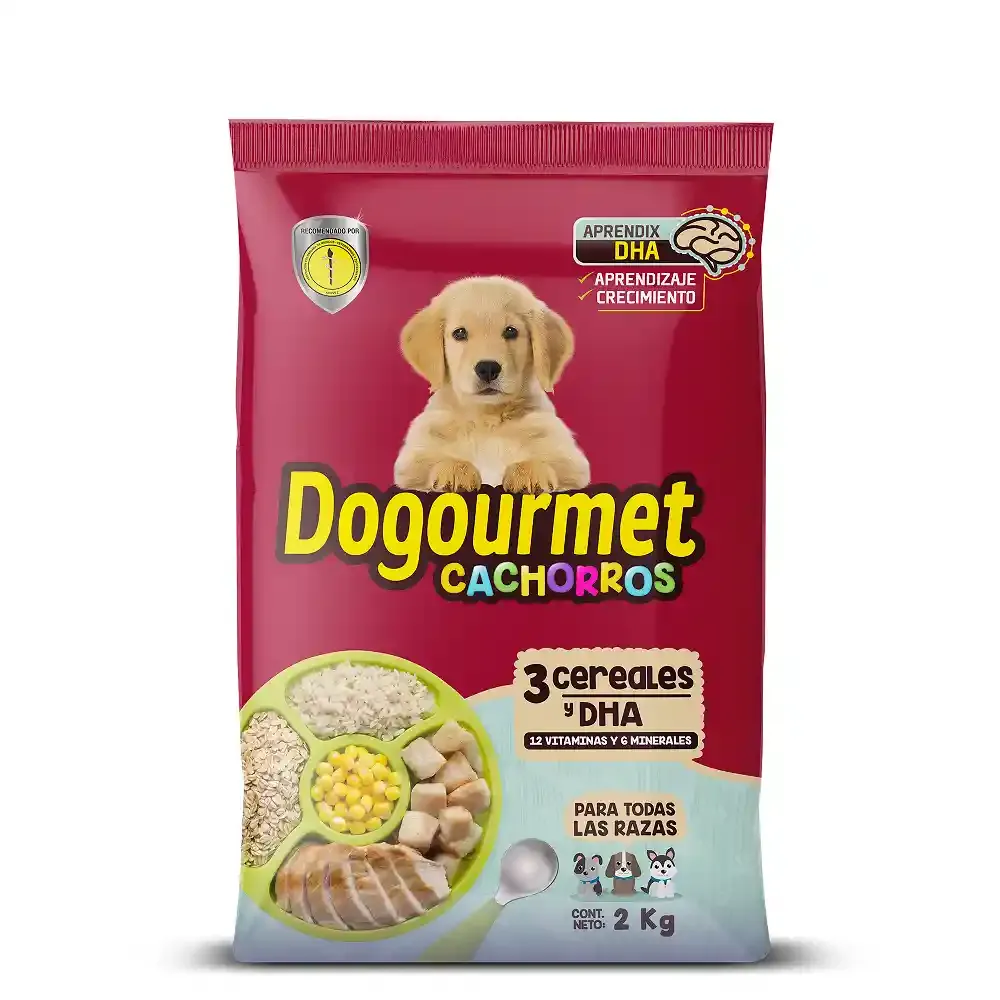 RECOMENDADO POR
APRENDIX
DHA
APRENDIZAJE
CRECIMIENTO
Dogourmet
CACHORROS
3 cereales
y DHA
12 VITAMINAS Y 6 MINERALES
PARA TODAS
LAS RAZAS
CONT.
NETO: 2 Kg